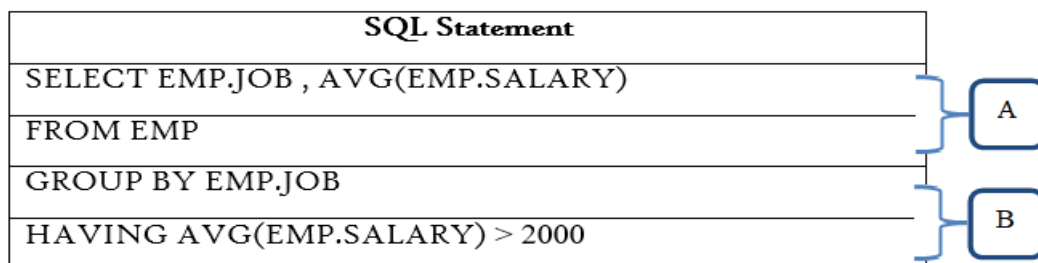 SQL Statement
SELECT EMP.JOB , AVG(EMP.SALARY)
FROM EMP
A
GROUP BY EMP.JOB
HAVING AVG(EMP.SALARY) > 2000
B